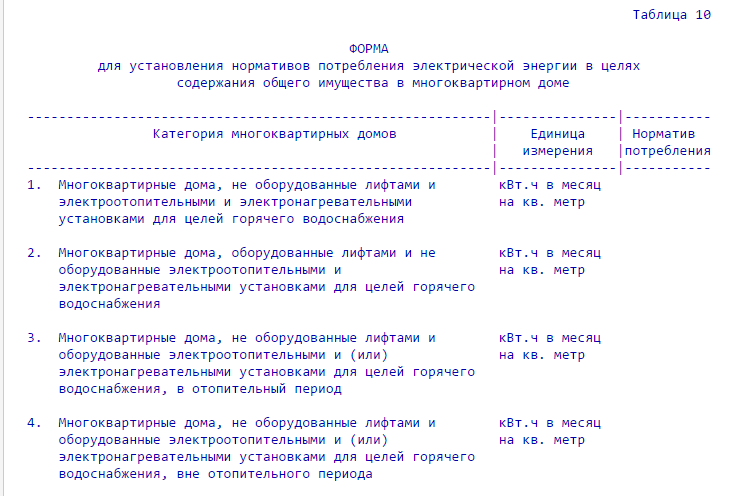 Таблица 10
ФОРМА
для установления нормативов потребления электрической энергии в целях
содержания общего имущества в многоквартирном доме
-----------------------------------------------------------|---------------|-----------
Категория многоквартирных домов | Единица | Норматив
| измерения |потребления
-----------------------------------------------------------|---------------|-----------
1. Многоквартирные дома, не оборудованные лифтами и кВт.ч в месяц
электроотопительными и электронагревательными на кв. метр
установками для целей горячего водоснабжения
2. Многоквартирные дома, оборудованные лифтами и не кВт.ч в месяц
оборудованные электроотопительными и на кв. метр
электронагревательными установками для целей горячего
водоснабжения
3. Многоквартирные дома, не оборудованные лифтами и кВт.ч в месяц
оборудованные электроотопительными и (или) на кв. метр
электронагревательными установками для целей горячего
водоснабжения, в отопительный период
4. Многоквартирные дома, не оборудованные лифтами и кВт.ч в месяц
оборудованные электроотопительными и (или) на кв. метр
электронагревательными установками для целей горячего
водоснабжения, вне отопительного периода